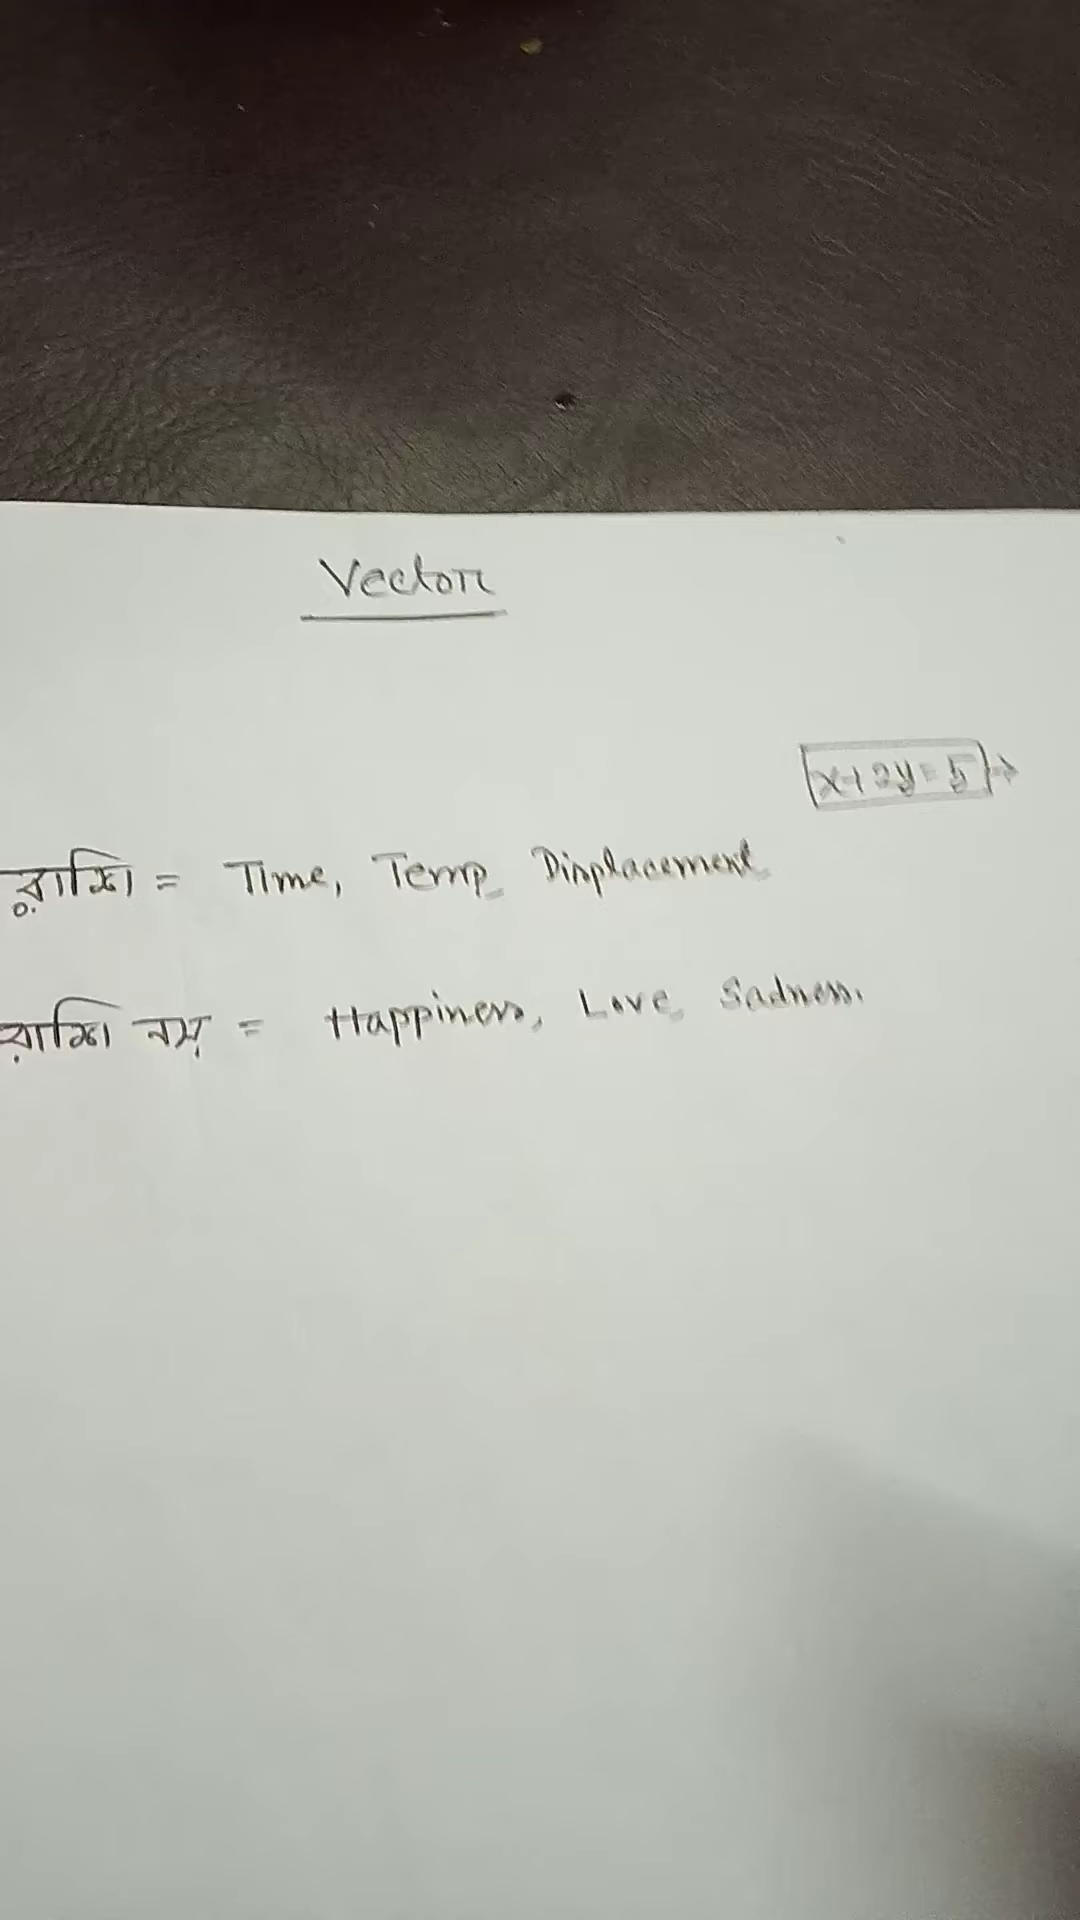 Vector
x+2y=5 →
রাশি = Time, Temp, Displacement
রাশি নয় = Happiness, Love, Sadness.